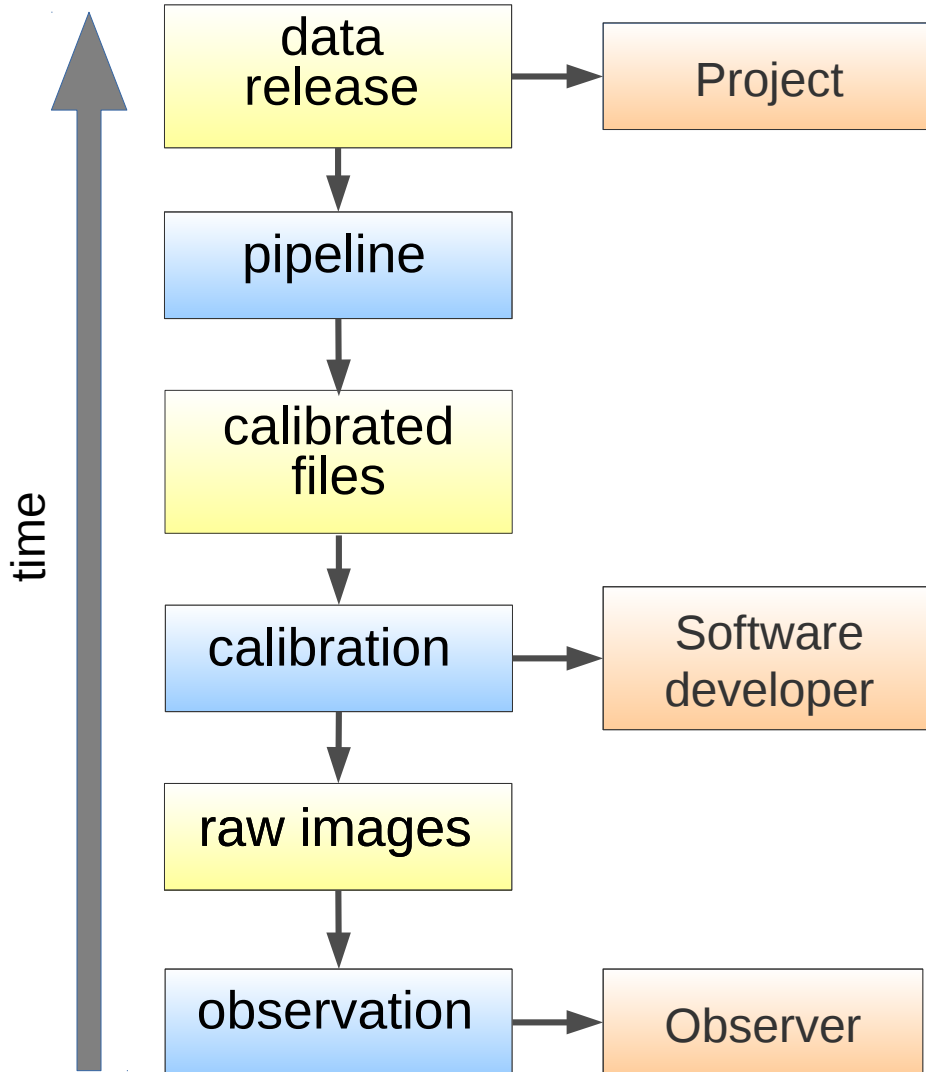 data
release
Project
pipeline
calibrated
files
time
calibration
Software
developer
raw images
observation
Observer